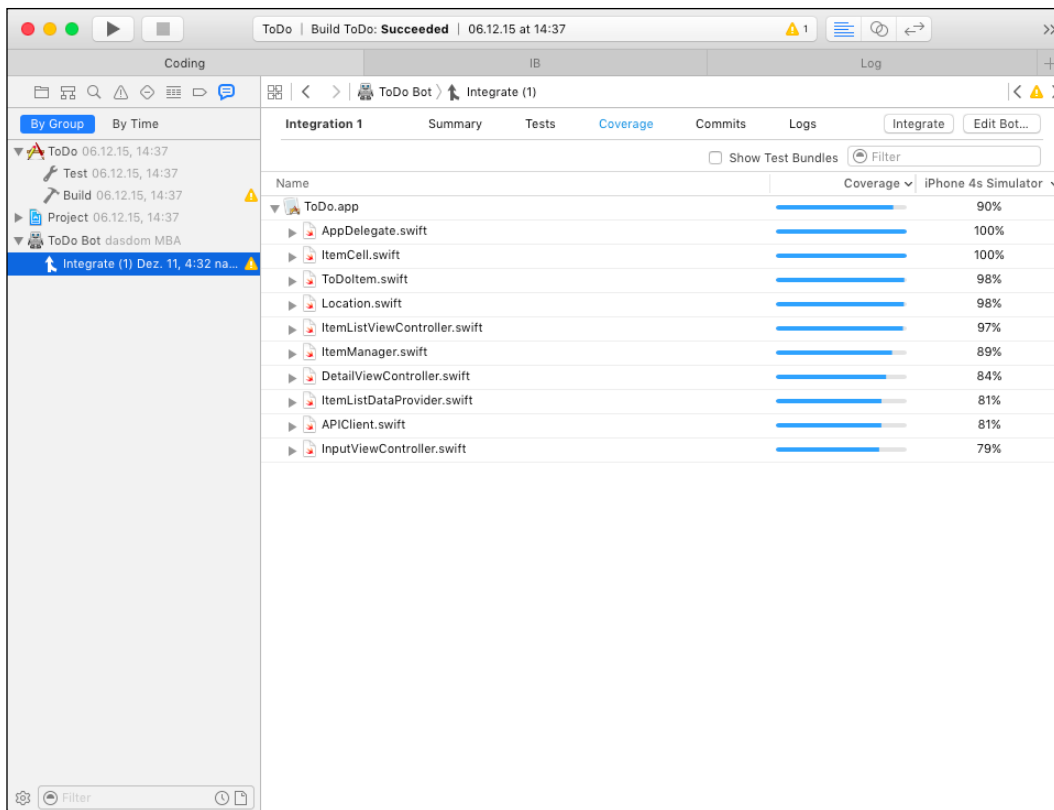 ToDo | Build ToDo: Succeeded | 06.12.15 at 14:37 1
Coding IB Log
ToDo Bot Integrate (1)
By Group By Time
Integration 1 Summary Tests Coverage Commits Logs Integrate Edit Bot...
ToDo 06.12.15, 14:37
Show Test Bundles Filter
Test 06.12.15, 14:37
Name Coverage iPhone 4s Simulator
Build 06.12.15, 14:37
ToDo.app 90%
Project 06.12.15, 14:37
AppDelegate.swift 100%
ToDo Bot dasdom MBA
ItemCell.swift 100%
Integrate (1) Dez. 11, 4:32 na...
ToDoItem.swift 98%
Location.swift 98%
ItemListViewController.swift 97%
ItemManager.swift 89%
DetailViewController.swift 84%
ItemListDataProvider.swift 81%
APIClient.swift 81%
InputViewController.swift 79%
Filter